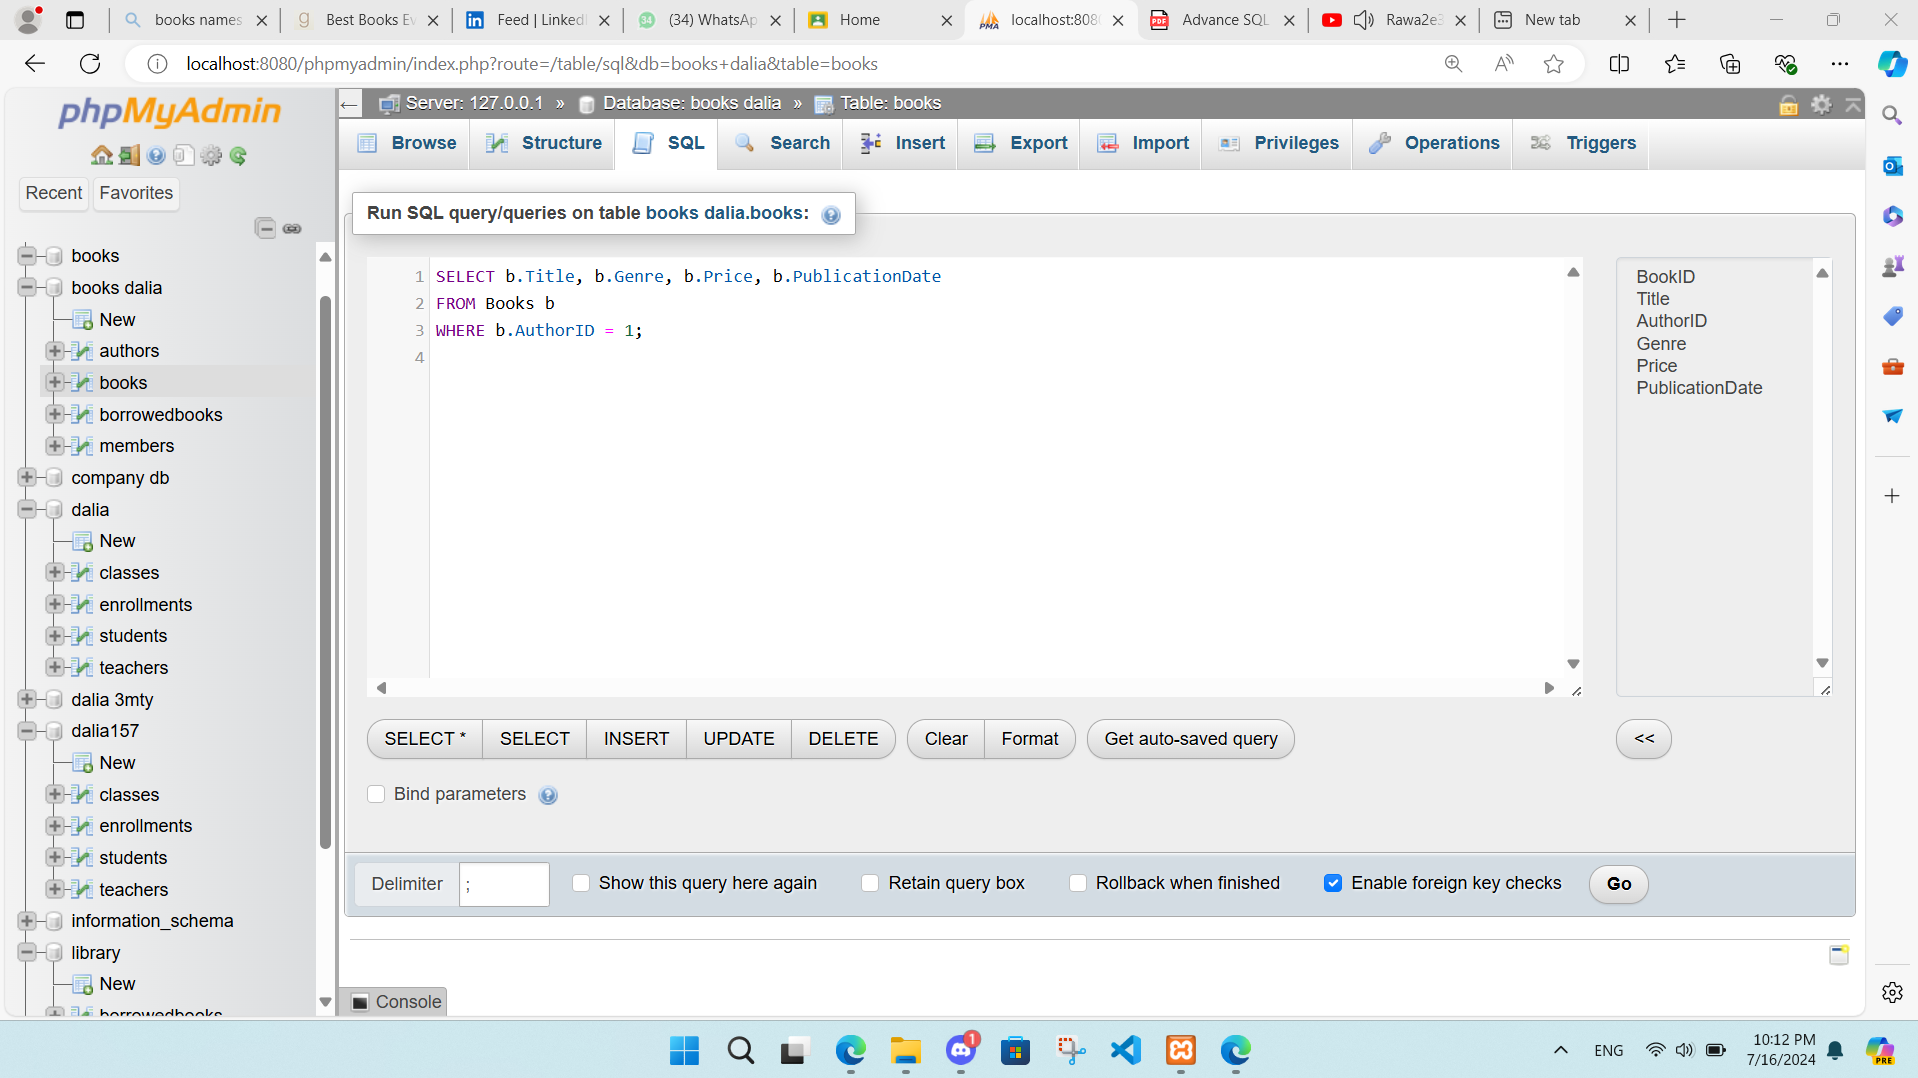 books names
Best Books Ev
Feed | Linked
(34) WhatsAp
Home
localhost:808
Advance SQL
Rawa2e3
New tab
localhost:8080/phpmyadmin/index.php?route=/table/sql&db=books+dalia&table=books
phpMyAdmin
Recent
Favorites
books
books dalia
New
authors
books
borrowedbooks
members
company db
dalia
New
classes
enrollments
students
teachers
dalia 3mty
dalia157
New
classes
enrollments
students
teachers
information_schema
library
New
borrowedbooks
Server: 127.0.0.1 » Database: books dalia » Table: books
Browse
Structure
SQL
Search
Insert
Export
Import
Privileges
Operations
Triggers
Run SQL query/queries on table books dalia.books:
1 SELECT b.Title, b.Genre, b.Price, b.PublicationDate
2 FROM Books b
3 WHERE b.AuthorID = 1;
4
BookID
Title
AuthorID
Genre
Price
PublicationDate
SELECT *
SELECT
INSERT
UPDATE
DELETE
Clear
Format
Get auto-saved query
<<
Bind parameters
Delimiter
;
Show this query here again
Retain query box
Rollback when finished
Enable foreign key checks
Go
Console
1
ENG
10:12 PM
7/16/2024
PRE